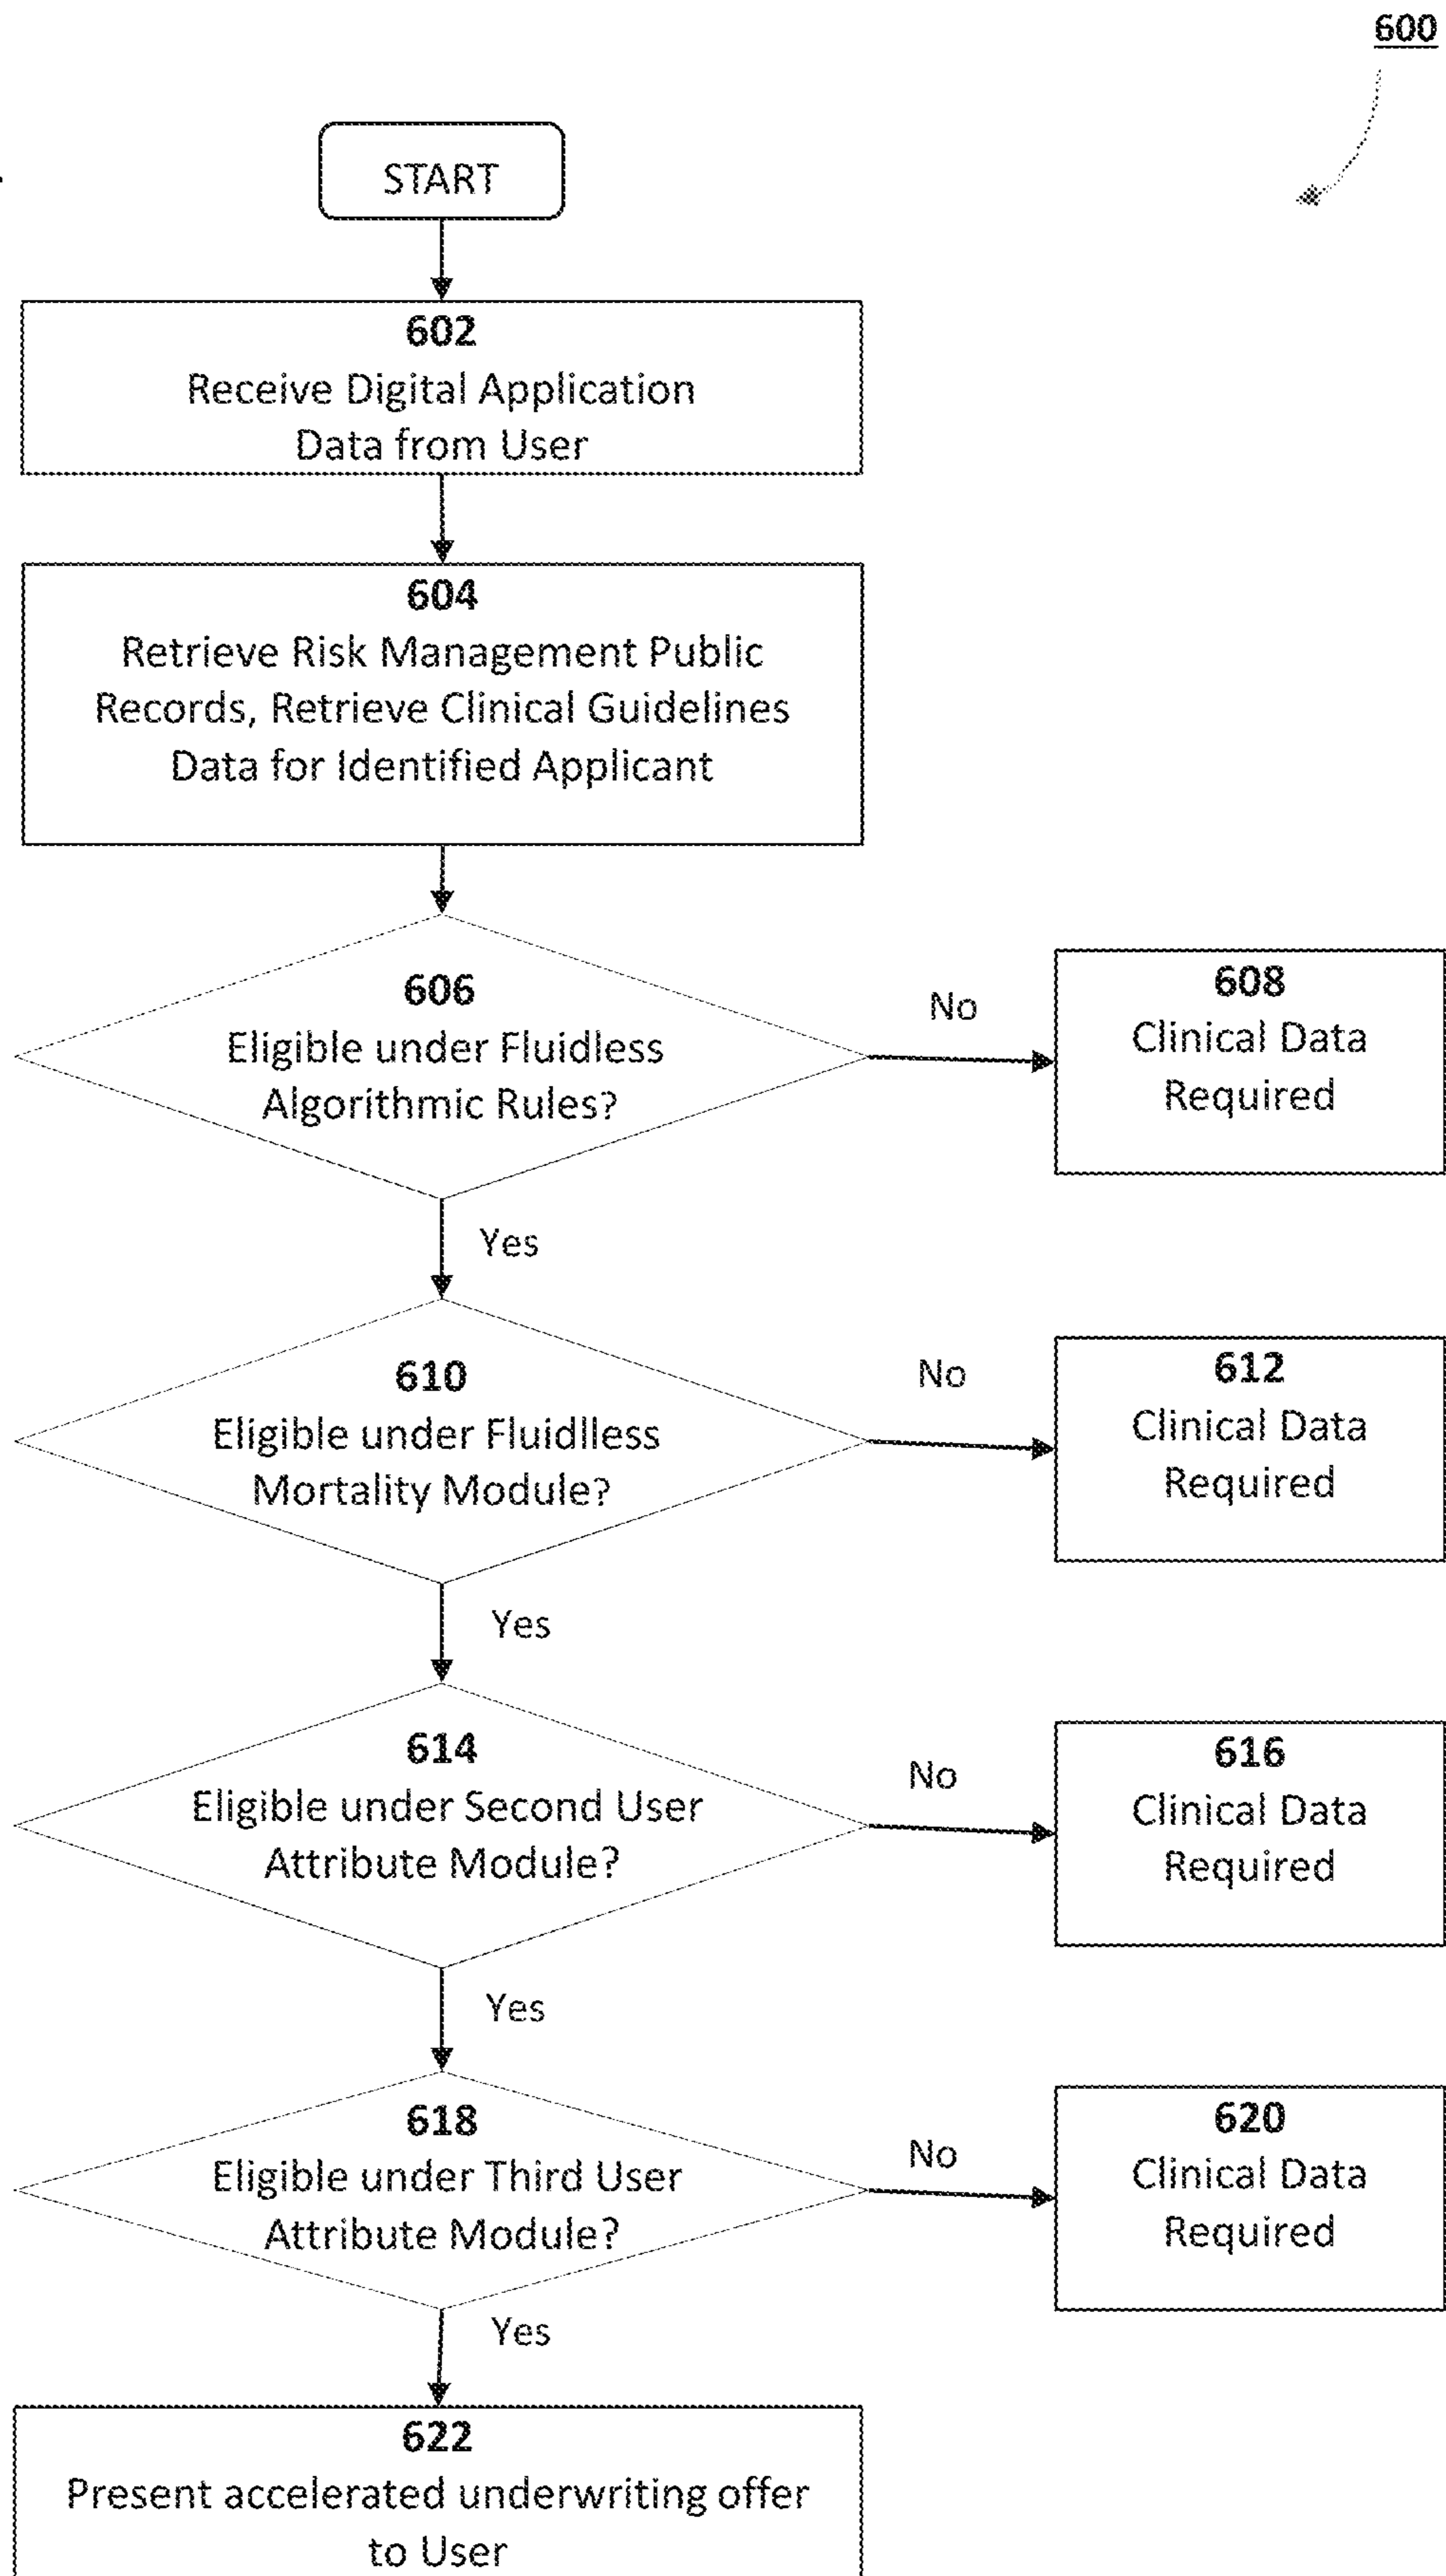 600
START
602
Receive Digital Application
Data from User
604
Retrieve Risk Management Public
Records, Retrieve Clinical Guidelines
Data for Identified Applicant
606
Eligible under Fluidless
Algorithmic Rules?
No
608
Clinical Data
Required
Yes
610
Eligible under Fluidlless
Mortality Module?
No
612
Clinical Data
Required
Yes
614
Eligible under Second User
Attribute Module?
No
616
Clinical Data
Required
Yes
618
Eligible under Third User
Attribute Module?
No
620
Clinical Data
Required
Yes
622
Present accelerated underwriting offer
to User